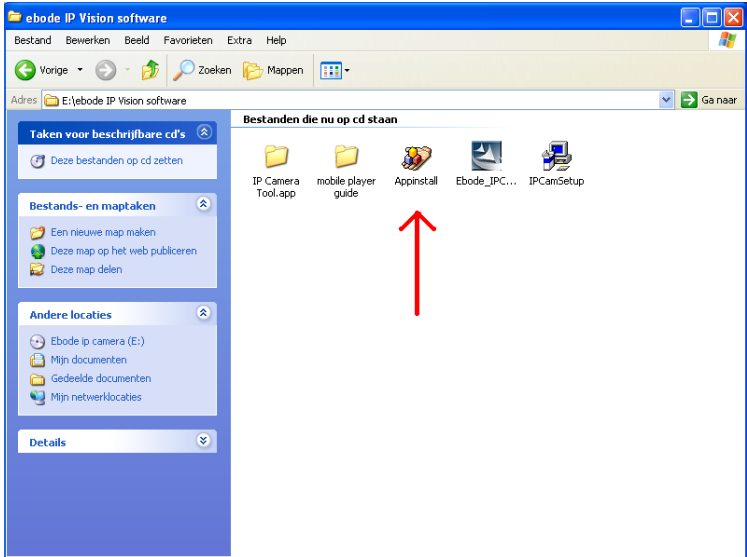 ebode IP Vision software
Bestand Bewerken Beeld Favorieten Extra Help
Vorige Zoeken Mappen
Adres E:\ebode IP Vision software Ga naar
Bestanden die nu op cd staan
Taken voor beschrijfbare cd's
Deze bestanden op cd zetten
IP Camera Tool.app
mobile player guide
Appinstall
Ebode_IPC...
IPCamSetup
Bestands- en maptaken
Een nieuwe map maken
Deze map op het web publiceren
Deze map delen
Andere locaties
Ebode ip camera (E:)
Mijn documenten
Gedeelde documenten
Mijn netwerklocaties
Details